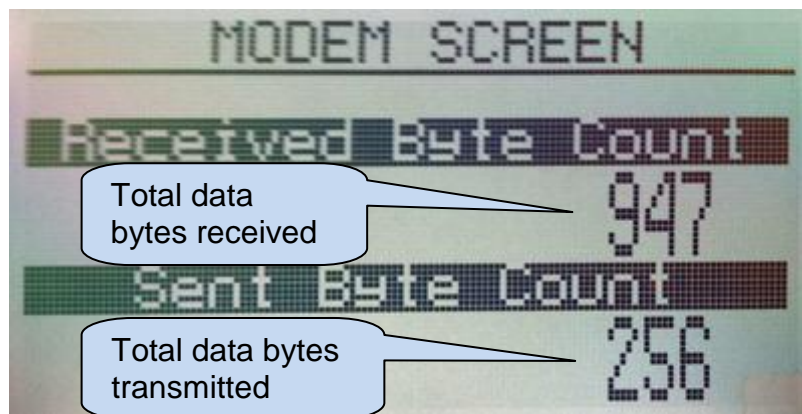 MODEM SCREEN
Received Byte Count
Total data
bytes received
947
Sent Byte Count
Total data bytes
transmitted
256